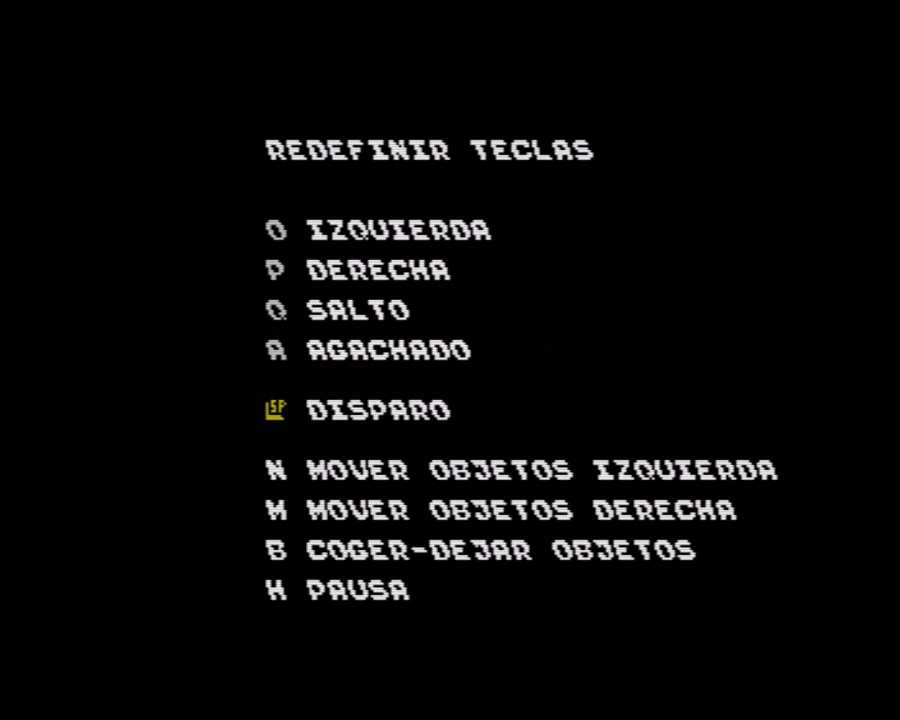 REDEFINIR TECLAS
O IZQUIERDA
P DERECHA
Q SALTO
A AGACHADO
SP DISPARO
N MOVER OBJETOS IZQUIERDA
M MOVER OBJETOS DERECHA
B COGER-DEJAR OBJETOS
H PAUSA